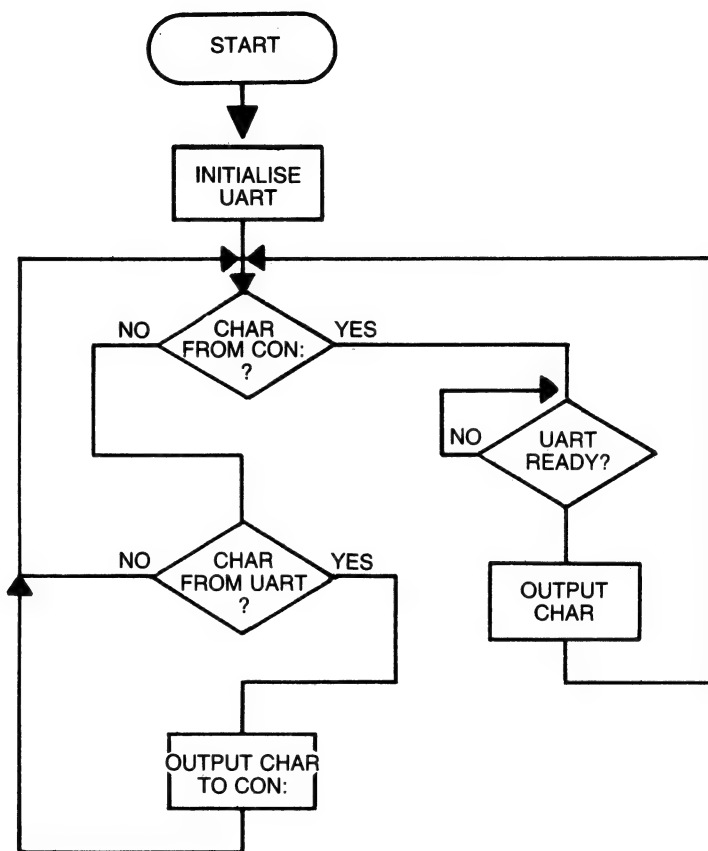 START
INITIALISE
UART
NO
CHAR
FROM CON:
?
YES
NO
UART
READY?
NO
CHAR
FROM UART
?
YES
OUTPUT
CHAR
OUTPUT CHAR
TO CON: